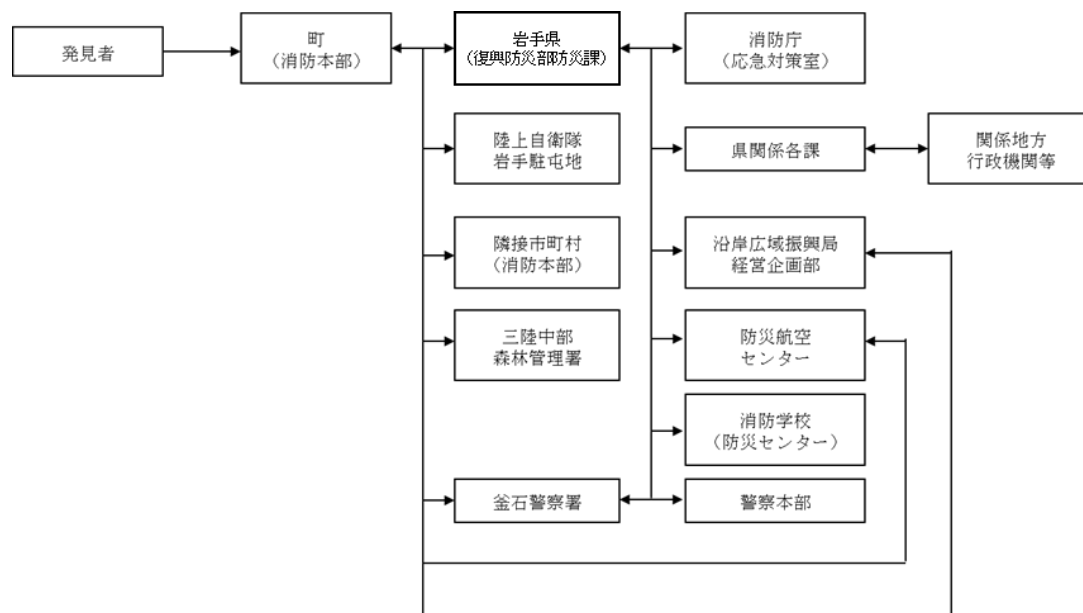 発見者
町
(消防本部)
岩手県
(復興防災部防災課)
消防庁
(応急対策室)
陸上自衛隊
岩手駐屯地
県関係各課
関係地方
行政機関等
隣接市町村
(消防本部)
沿岸広域振興局
経営企画部
三陸中部
森林管理署
防災航空
センター
消防学校
(防災センター)
釜石警察署
警察本部